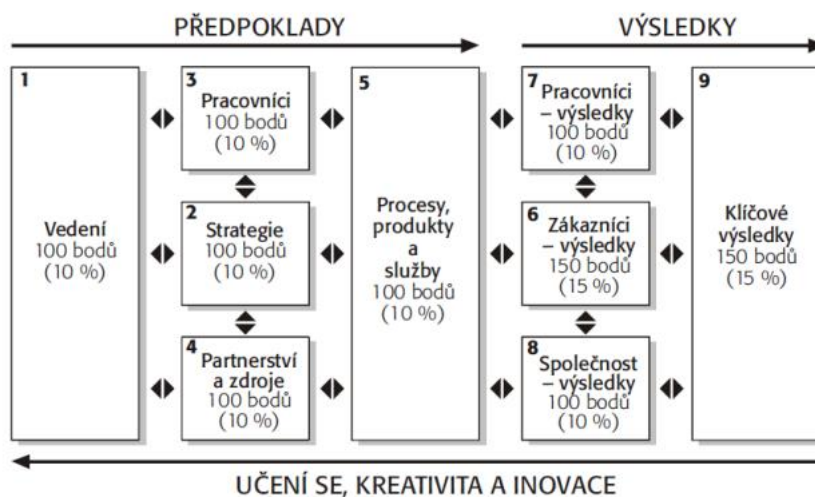 PŘEDPOKLADY
VÝSLEDKY
1
Vedení
100 bodů
(10 %)
3
Pracovníci
100 bodů
(10 %)
2
Strategie
100 bodů
(10 %)
4
Partnerství
a zdroje
100 bodů
(10 %)
5
Procesy,
produkty
a
služby
100 bodů
(10 %)
7
Pracovníci
– výsledky
100 bodů
(10 %)
6
Zákazníci
– výsledky
150 bodů
(15 %)
8
Společnost
– výsledky
100 bodů
(10 %)
9
Klíčové
výsledky
150 bodů
(15 %)
UČENÍ SE, KREATIVITA A INOVACE